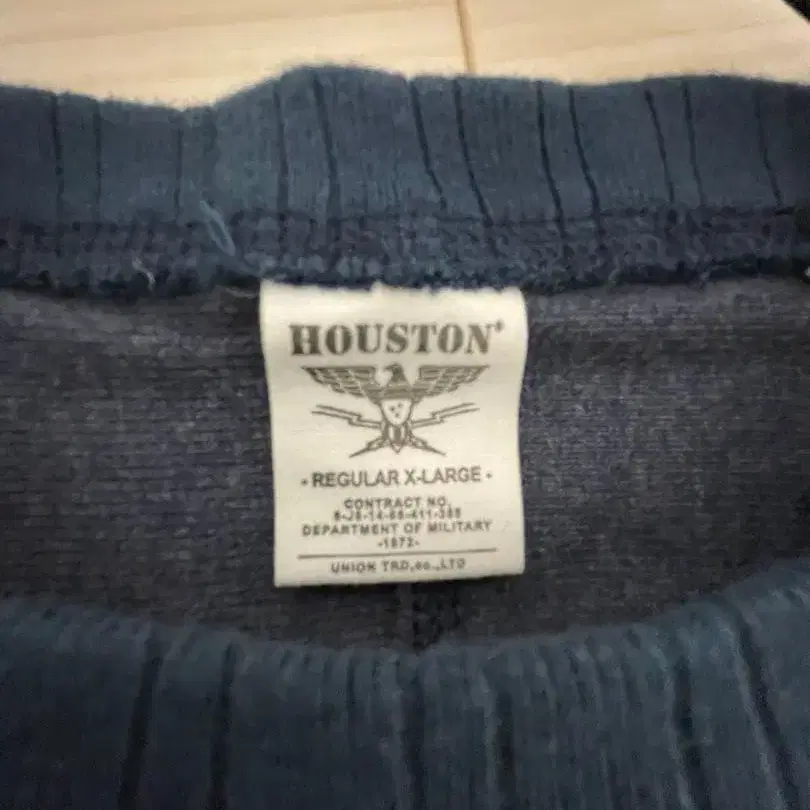 HOUSTON
• REGULAR X-LARGE •
CONTRACT NO.
DEPARTMENT OF MILITARY
-1972-
UNION TRD,co.,LTD